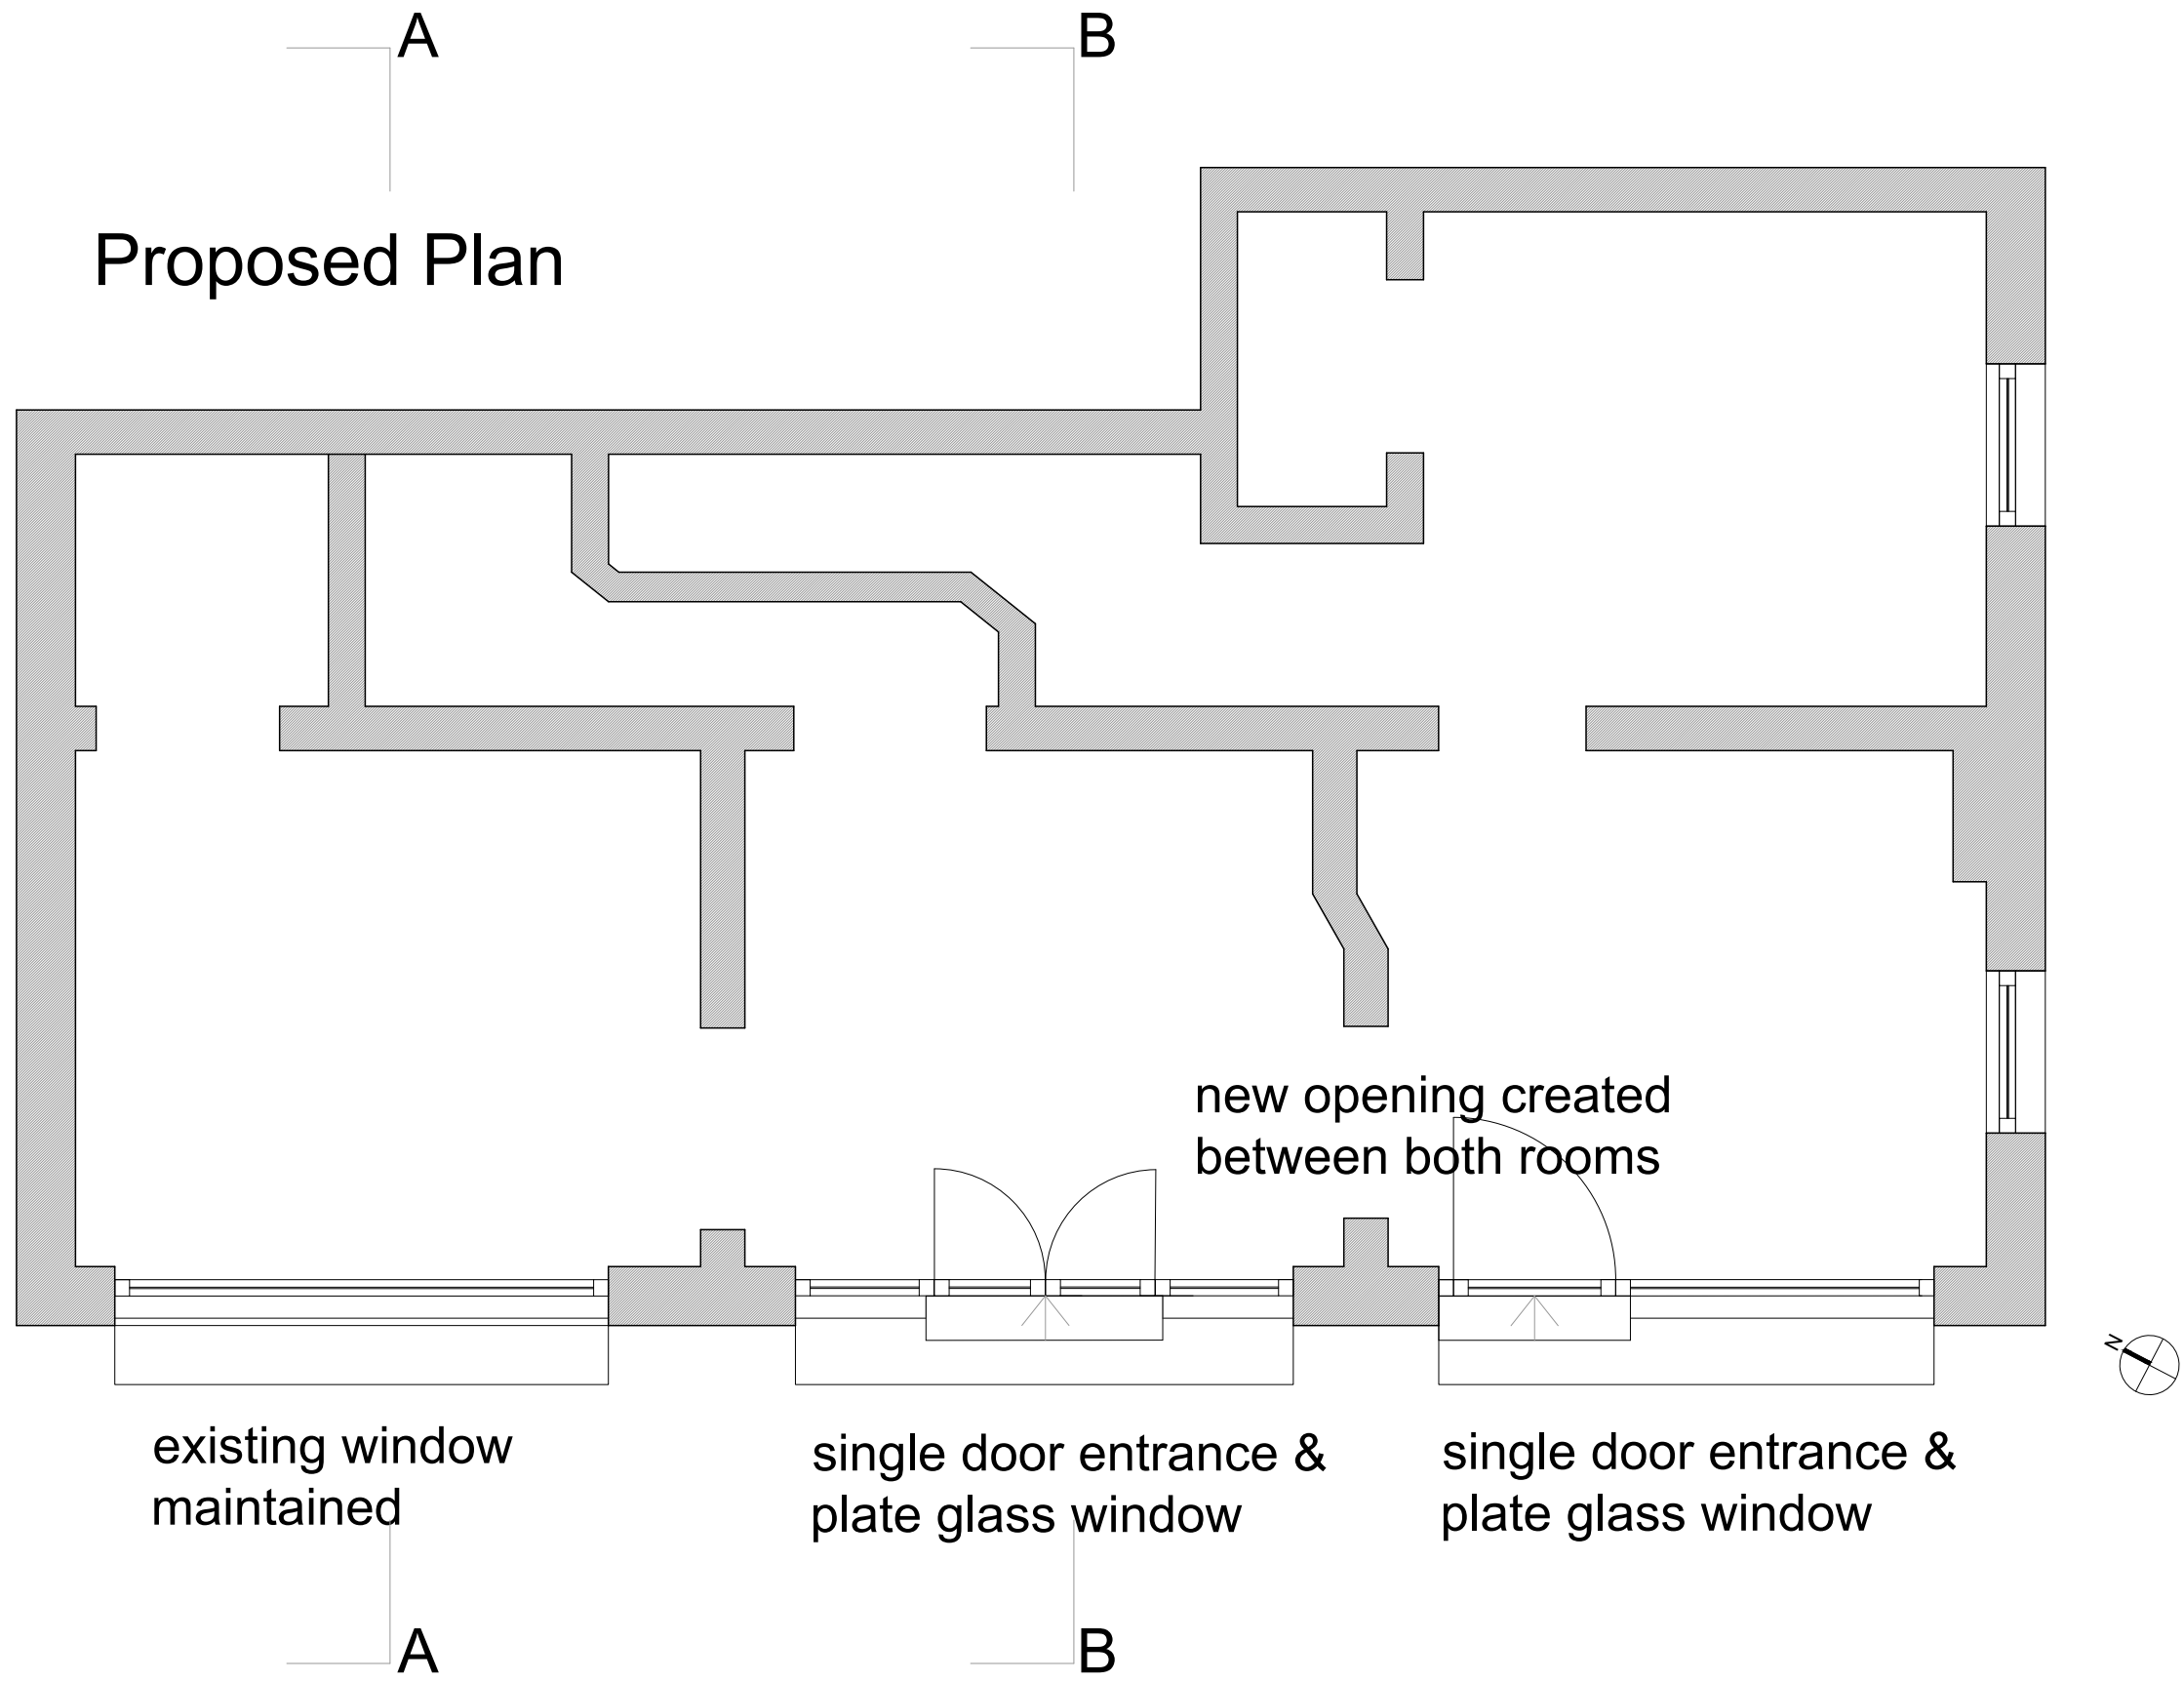 A
B
Proposed Plan
new opening created
between both rooms
N
existing window
maintained
single door entrance &
plate glass window
single door entrance &
plate glass window
A
B